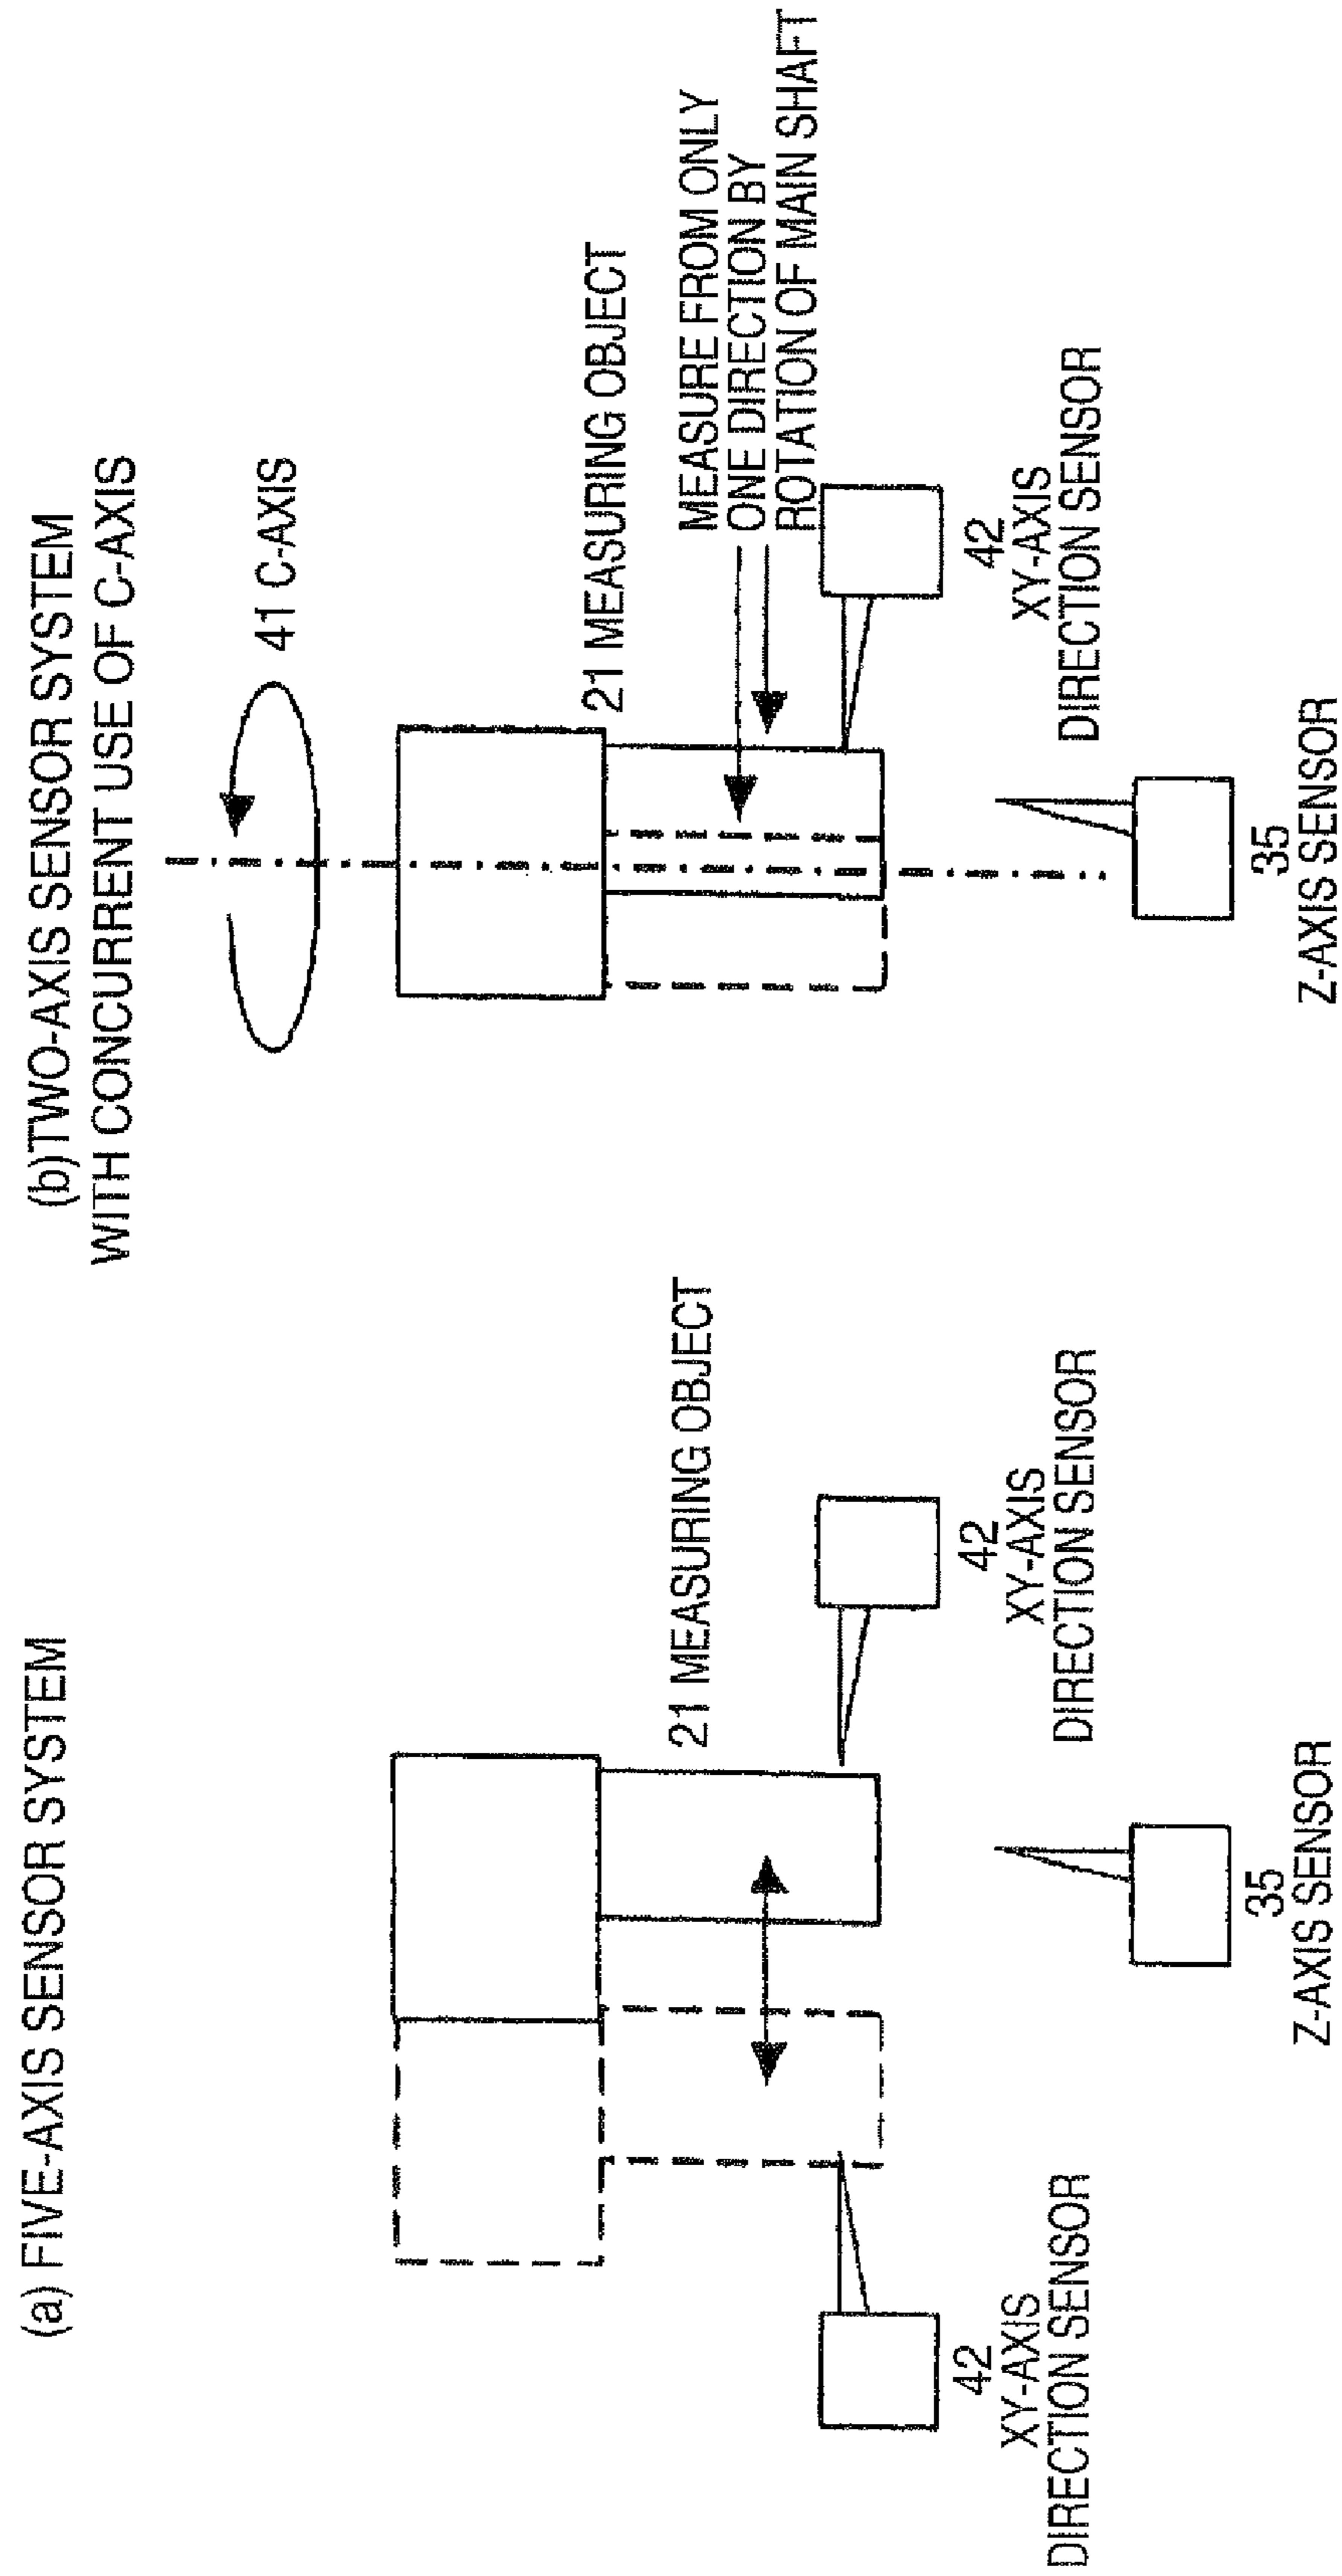 (a) FIVE-AXIS SENSOR SYSTEM
21 MEASURING OBJECT
42
XY-AXIS
DIRECTION SENSOR
42
XY-AXIS
DIRECTION SENSOR
35
Z-AXIS SENSOR
(b)TWO-AXIS SENSOR SYSTEM
WITH CONCURRENT USE OF C-AXIS
41 C-AXIS
21 MEASURING OBJECT
MEASURE FROM ONLY
ONE DIRECTION BY
ROTATION OF MAIN SHAFT
42
XY-AXIS
DIRECTION SENSOR
35
Z-AXIS SENSOR